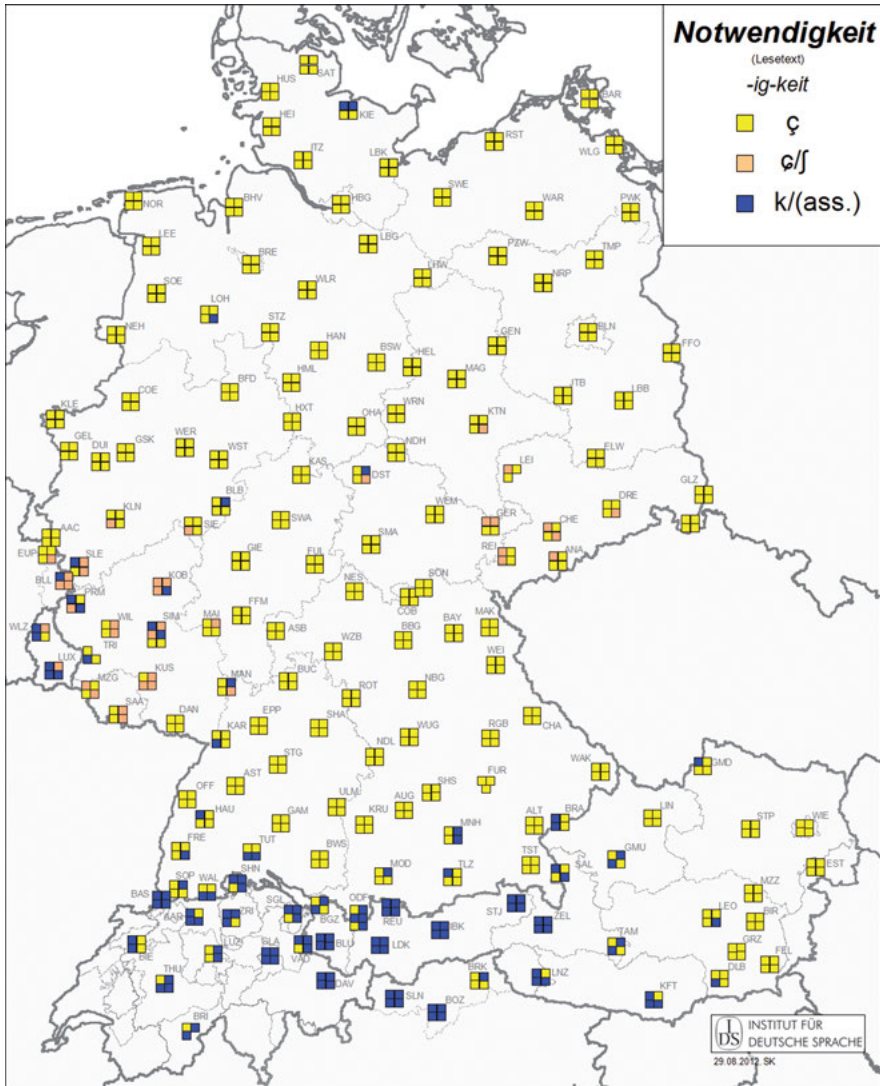 Notwendigkeit
(Lesetext)
-ig-keit
ç
ɕ/ʃ
k/(ass.)
SAT
HUS
BAR
KIE
HEI
RST
WLG
ITZ
LBK
SWE
NOR
BHV
HBG
WAR
PWK
LEE
LBG
BRE
PZW
TMP
LHW
NRP
SOE
WLR
LOH
STZ
NEH
BLN
GEN
HAN
FFO
BSW
HEL
MAG
HML
BFD
ITB
LBB
COE
KLE
WRN
HXT
OHA
KTN
GEL
DUI
GSK
WER
WST
NDH
ELW
KAS
DST
LEI
GLZ
BLB
DRE
KLN
SIE
SWA
WEM
GER
CHE
AAC
EUP
SLE
GIE
FUL
SMA
REI
ANA
BLL
KOB
NES
SON
COB
PRM
FFM
WLZ
WIL
SIM
MAI
ASB
BBG
BAY
MAK
TRI
WZB
WEI
LUX
MZG
KUS
MAN
BUC
ROT
NBG
SAA
DAN
KAR
EPP
SHA
WUG
RGB
CHA
STG
NDL
WAK
GMD
AST
FUR
OFF
ULM
AUG
SHS
HAU
GAM
KRU
MNH
ALT
BRA
LIN
STP
WIE
FRE
TUT
BWS
MOD
TLZ
TST
SAL
GMU
EST
SOP
WAL
SHN
MZZ
BAS
AAR
ZRI
SGL
BGZ
ODF
REU
STJ
ZEL
LEO
BIR
BIE
LUZ
GLA
VAD
BLU
LDK
IBK
TAM
GRZ
FEL
THU
DAV
SLN
BOZ
BRK
LNZ
KFT
DLB
BRI
IDS
INSTITUT FÜR
DEUTSCHE SPRACHE
29.08.2012, SK